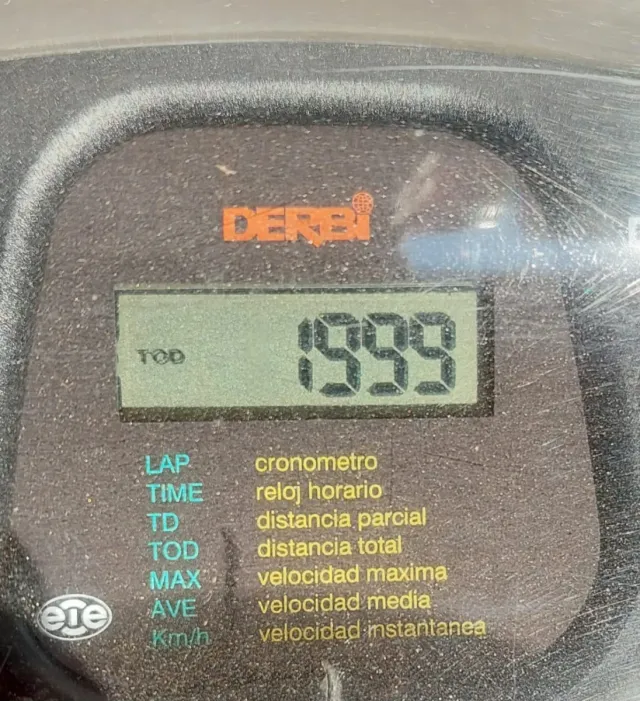 DERBI
TOD 1999
LAP cronometro
TIME reloj horario
TD distancia parcial
TOD distancia total
MAX velocidad maxima
AVE velocidad media
Km/h velocidad instantanea